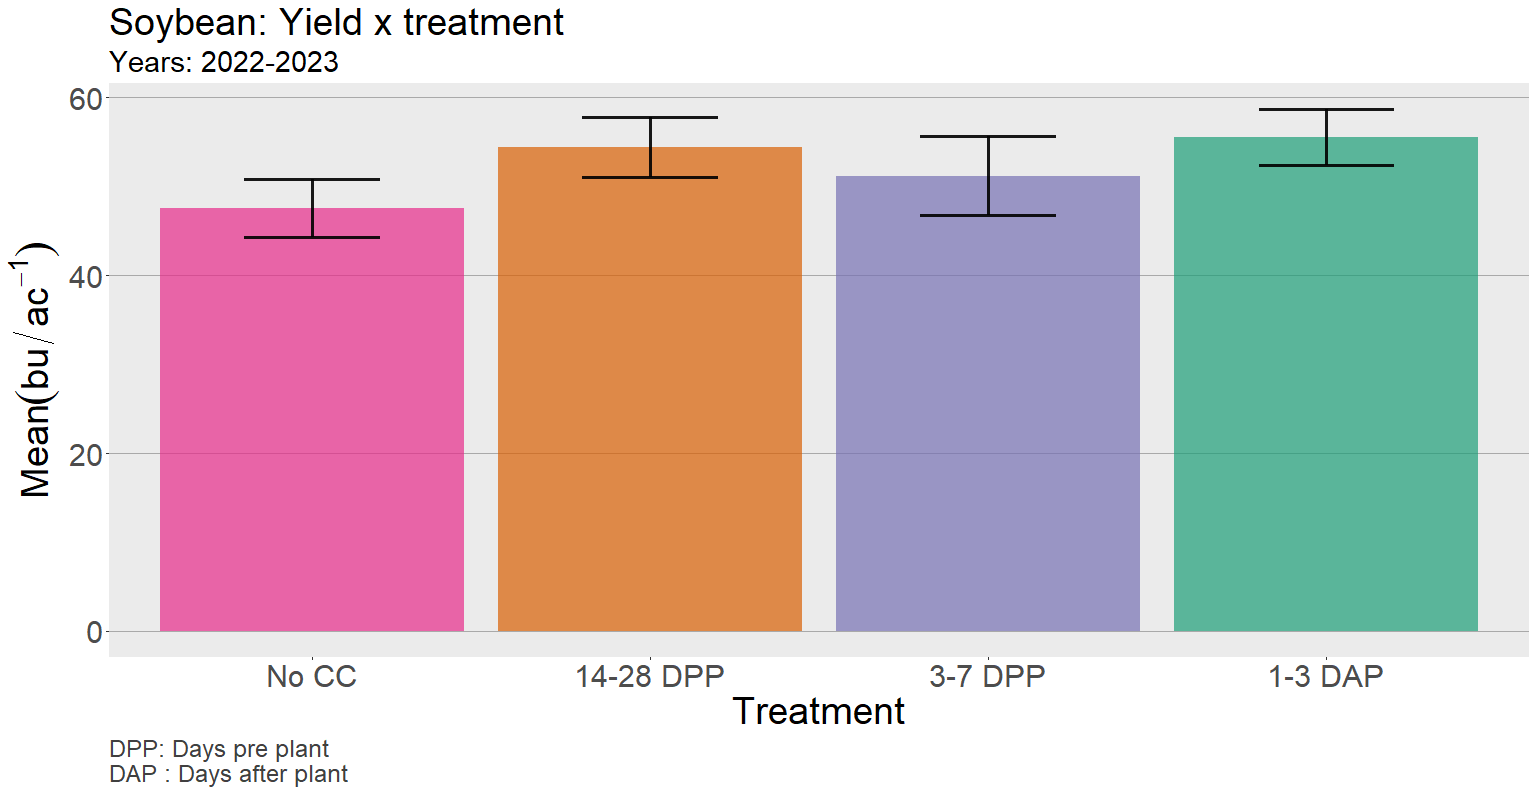 Soybean: Yield x treatment
Years: 2022-2023
Mean(bu/ac⁻¹)
60
40
20
0
No CC 14-28 DPP 3-7 DPP 1-3 DAP
Treatment
DPP: Days pre plant
DAP : Days after plant